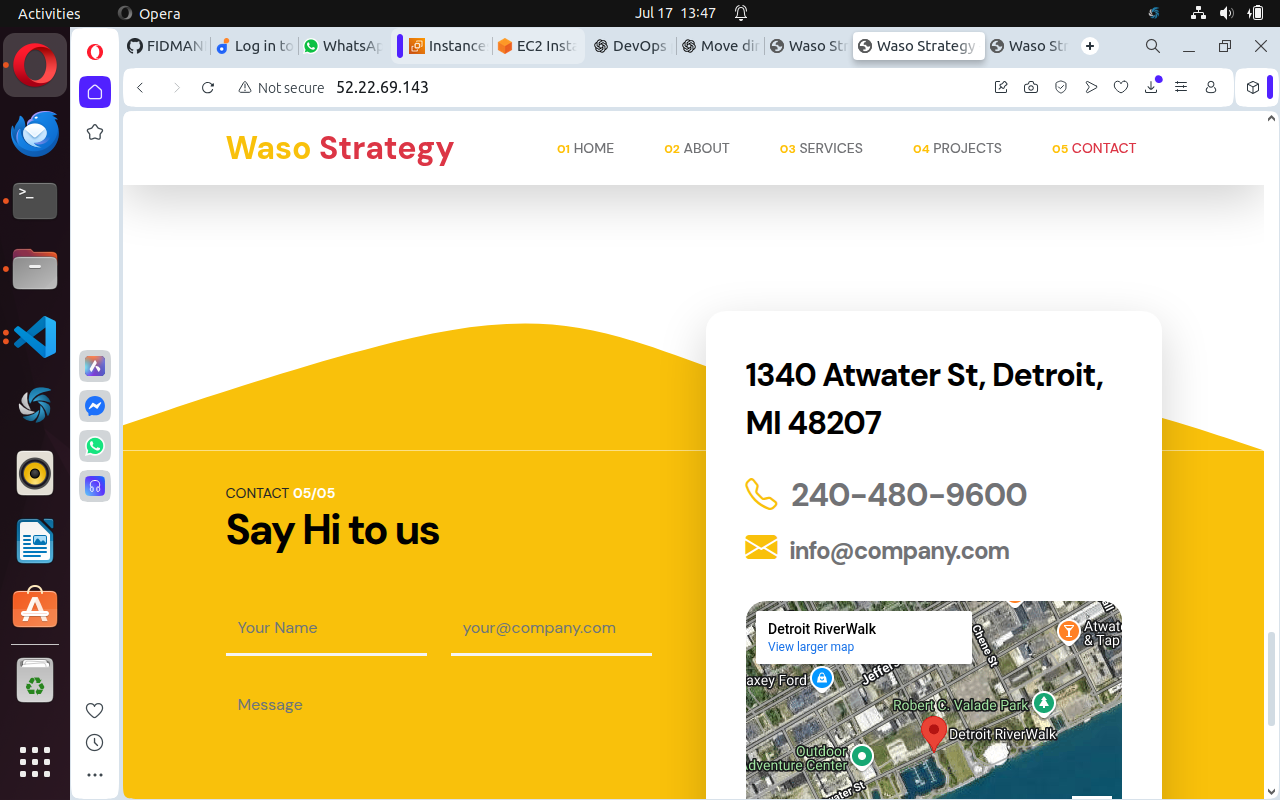 Activities
Opera
Jul 17 13:47
FIDMAN
Log in to
WhatsAp
Instance
EC2 Insta
DevOps
Move dir
Waso Str
Waso Strategy
Waso Str
Not secure
52.22.69.143
Waso Strategy
01 HOME
02 ABOUT
03 SERVICES
04 PROJECTS
05 CONTACT
1340 Atwater St, Detroit,
MI 48207
240-480-9600
info@company.com
CONTACT 05/05
Say Hi to us
Your Name
your@company.com
Message
Detroit RiverWalk
View larger map
Atwate
& Tap
Chene St
Jeffers
axey Ford
Robert C. Valade Park
Detroit RiverWalk
Outdoor
Adventure Center
water St